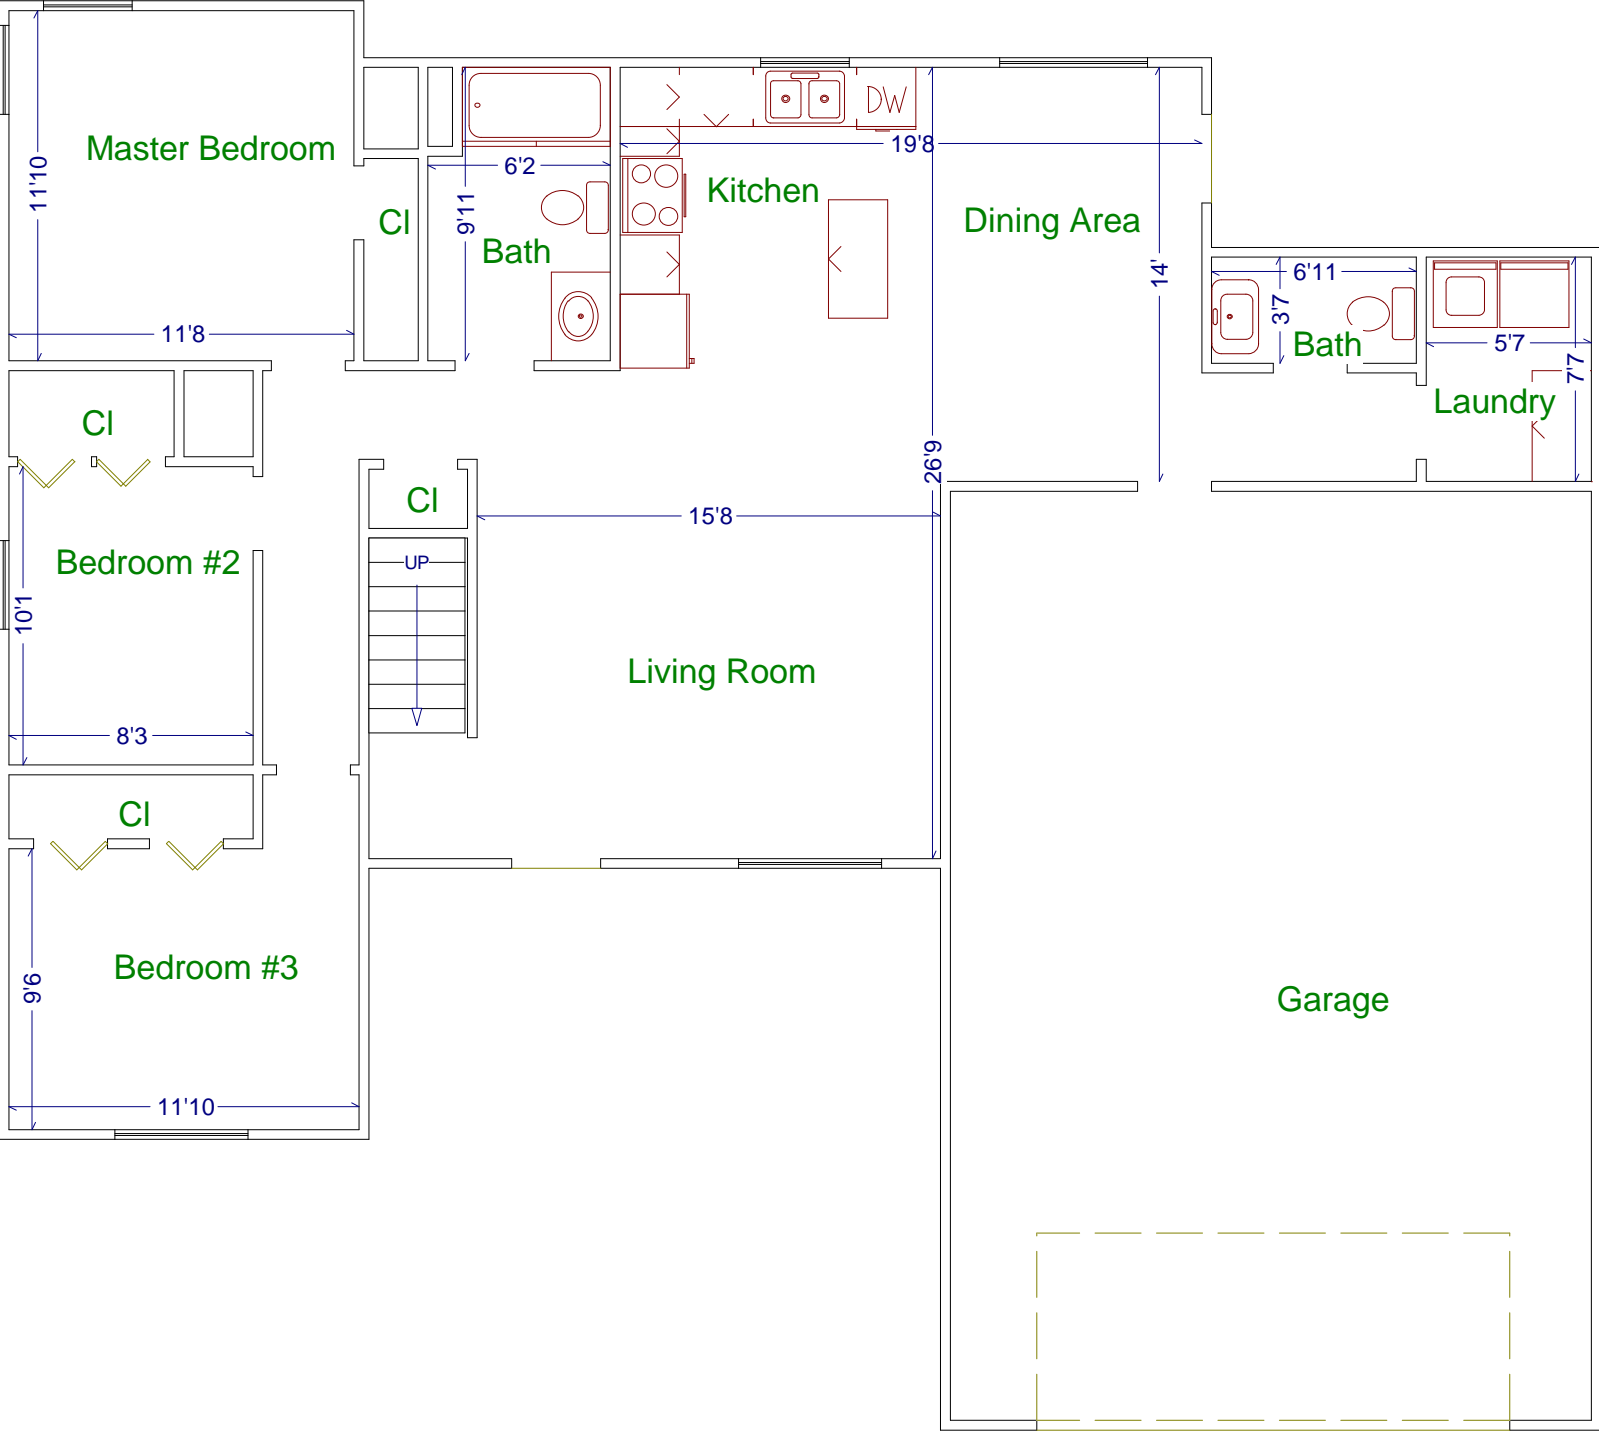 DW
19'8
Master Bedroom
11'10
6'2
Kitchen
Cl
9'11
Bath
Dining Area
14'
6'11
3'7
Bath
5'7
7'7
11'8
Laundry
Cl
26'9
Cl
15'8
Bedroom #2
UP
10'1
Living Room
8'3
Cl
Bedroom #3
9'6
Garage
11'10